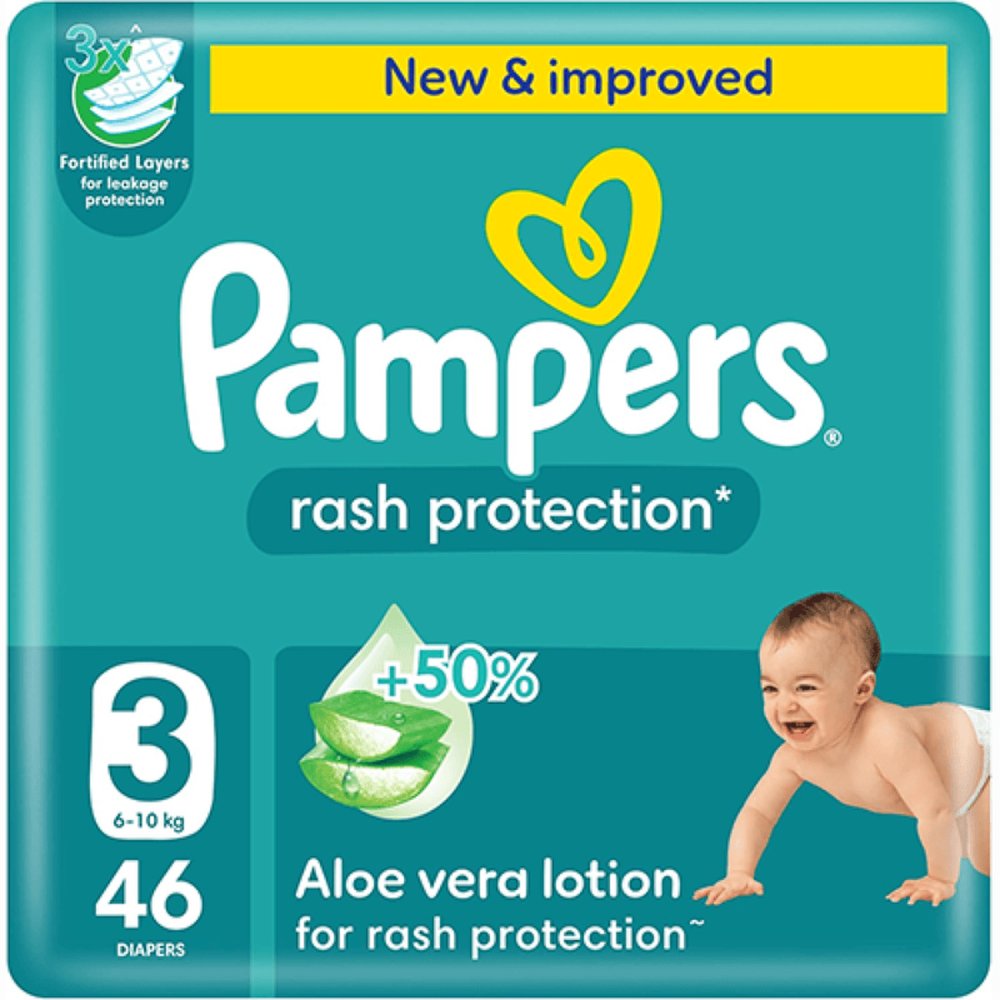 3x^
Fortified Layers
for leakage
protection
New & improved
Pampers®
rash protection*
+50%
3
6-10 kg
46
DIAPERS
Aloe vera lotion
for rash protection~